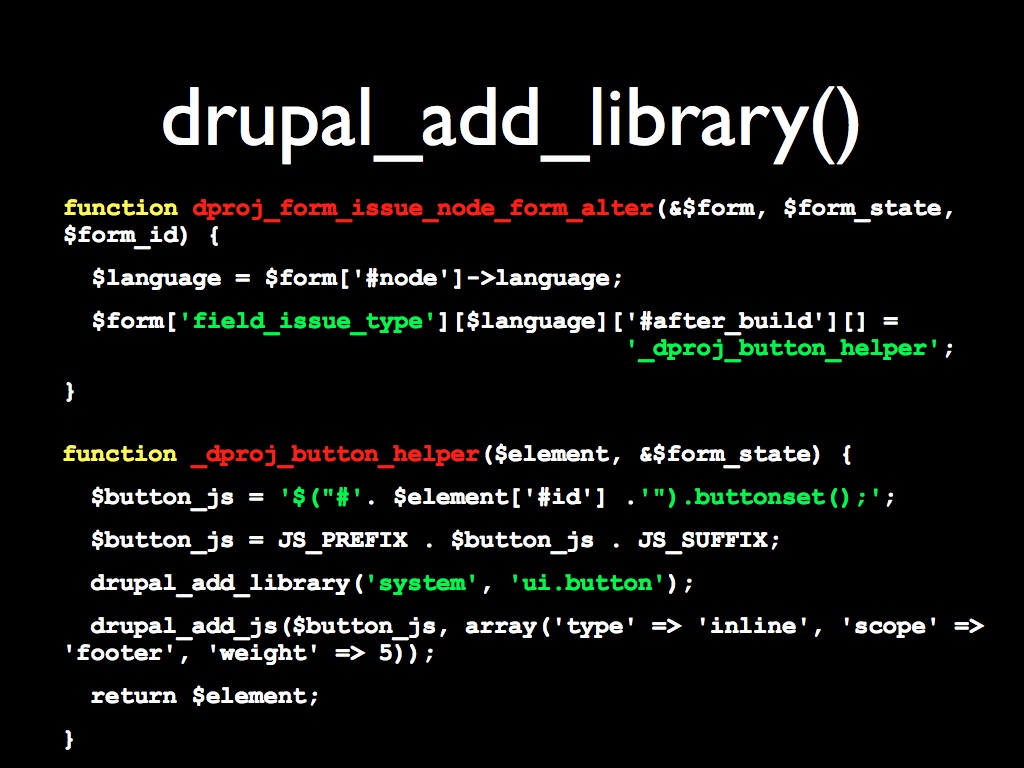 drupal_add_library()
function dproj_form_issue_node_form_alter(&$form, $form_state,
$form_id) {
$language = $form['#node']->language;
$form['field_issue_type'][$language]['#after_build'][] =
'_dproj_button_helper';
}
function _dproj_button_helper($element, &$form_state) {
$button_js = '$("#'. $element['#id'] .'").buttonset();';
$button_js = JS_PREFIX . $button_js . JS_SUFFIX;
drupal_add_library('system', 'ui.button');
drupal_add_js($button_js, array('type' => 'inline', 'scope' =>
'footer', 'weight' => 5));
return $element;
}